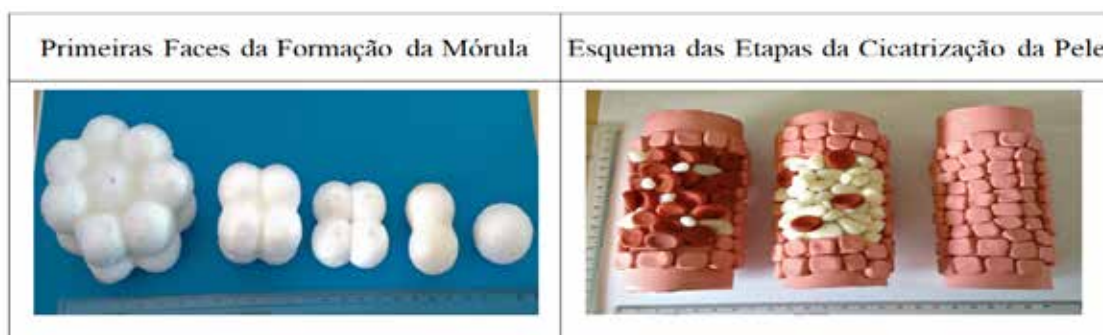 Primeiras Faces da Formação da Mórula
Esquema das Etapas da Cicatrização da Pele